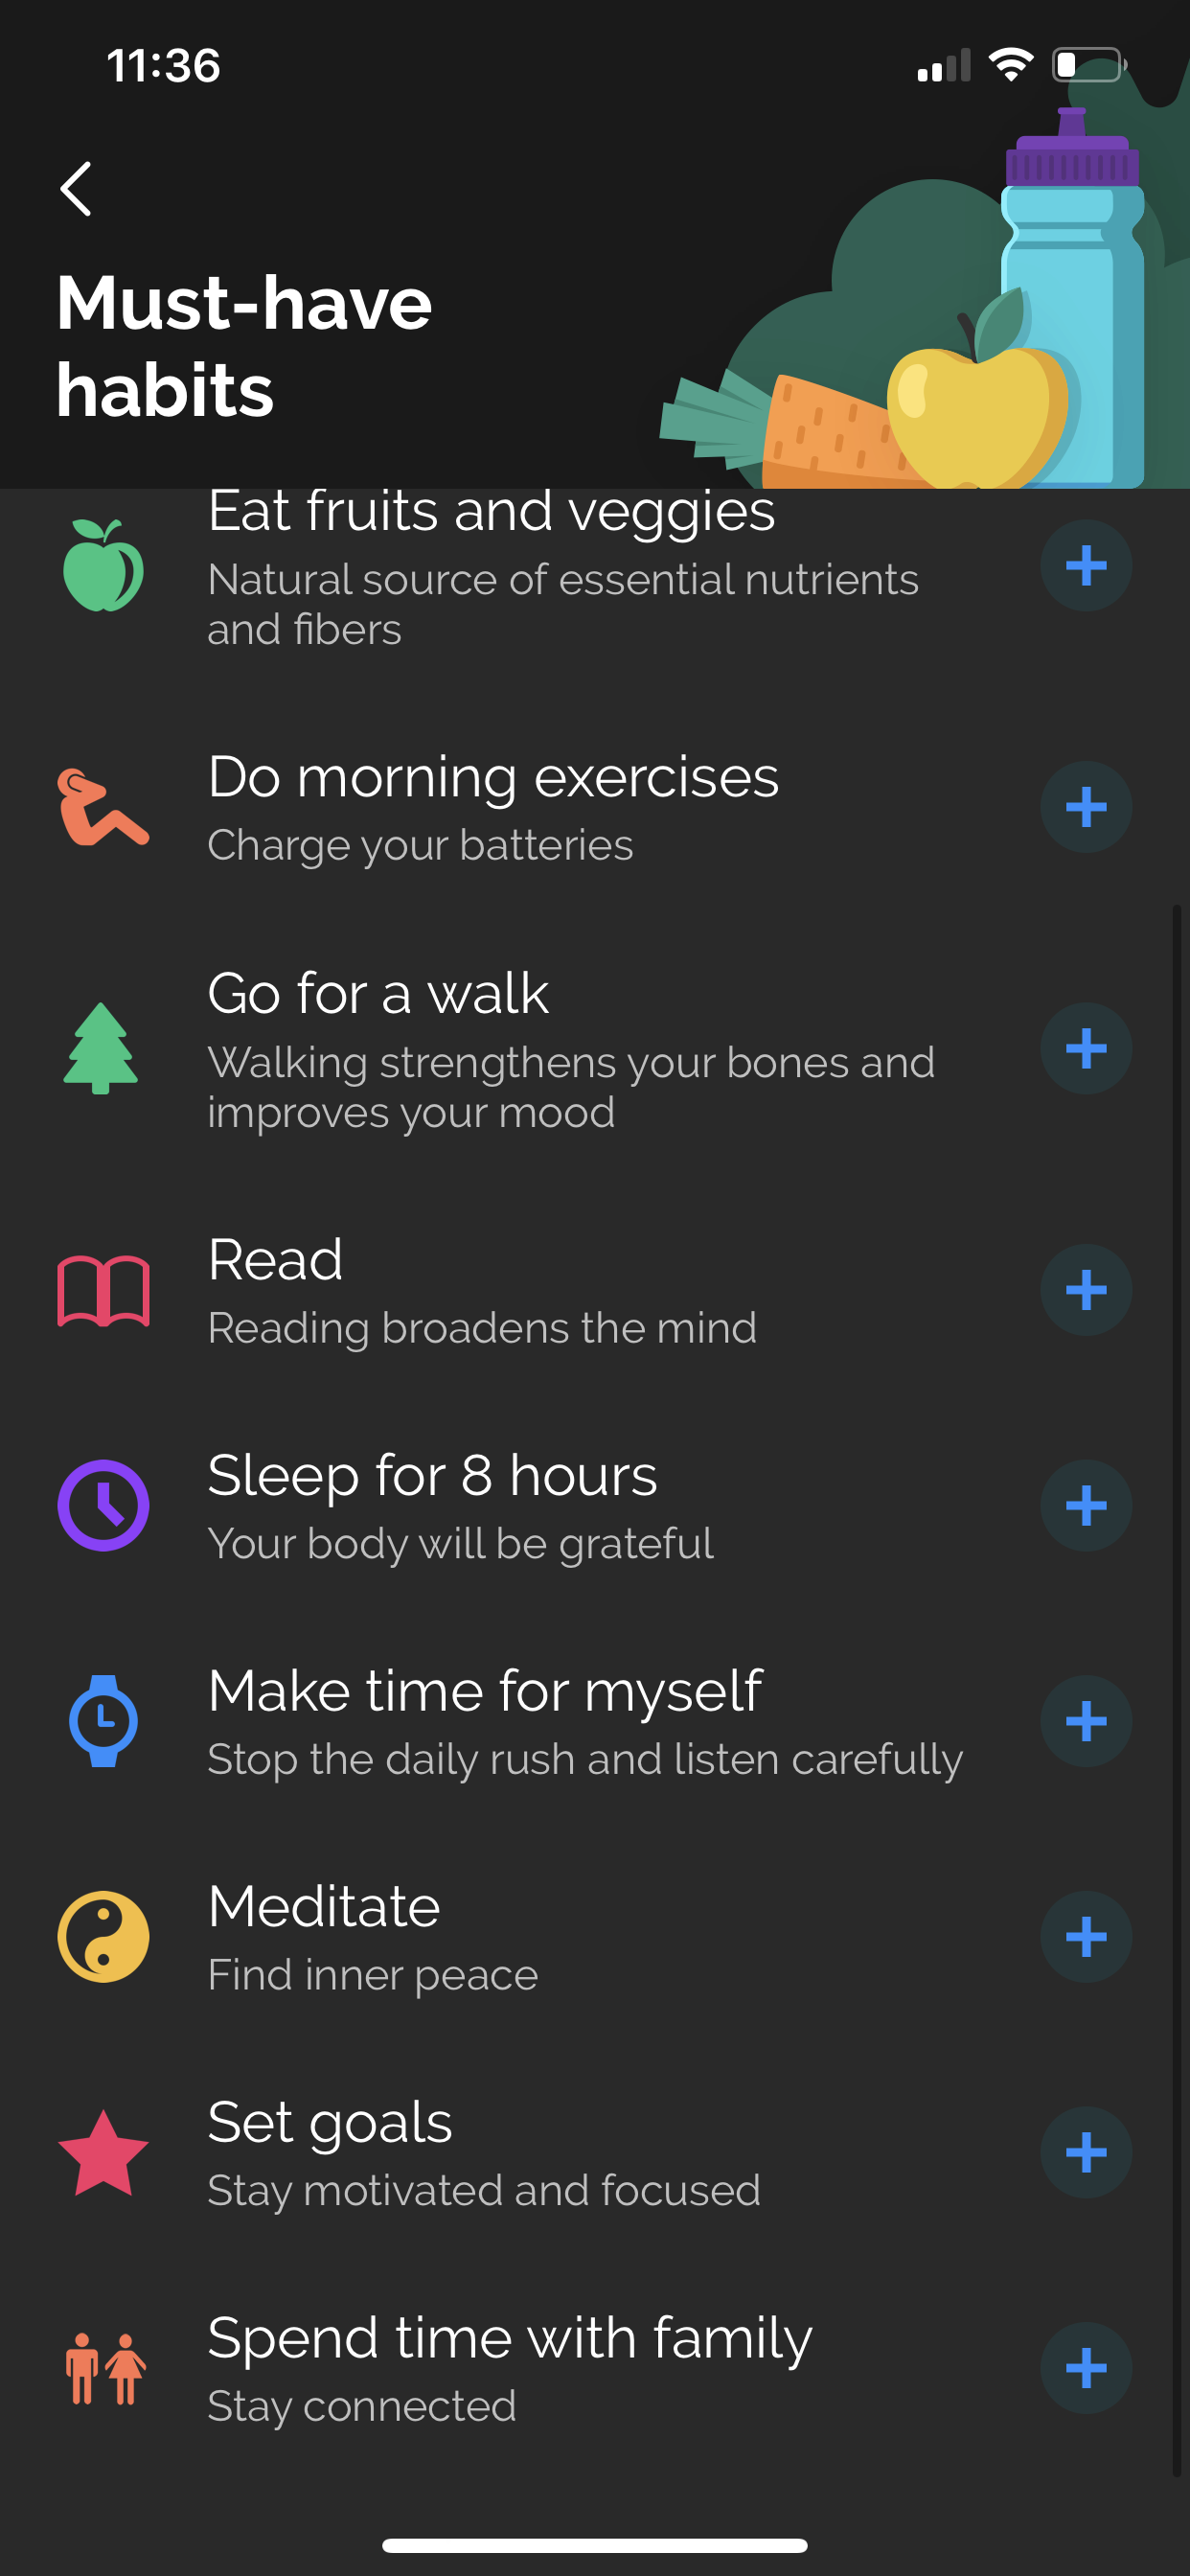 11:36
Must-have
habits
Eat fruits and veggies
Natural source of essential nutrients
and fibers
Do morning exercises
Charge your batteries
Go for a walk
Walking strengthens your bones and
improves your mood
Read
Reading broadens the mind
Sleep for 8 hours
Your body will be grateful
Make time for myself
Stop the daily rush and listen carefully
Meditate
Find inner peace
Set goals
Stay motivated and focused
Spend time with family
Stay connected